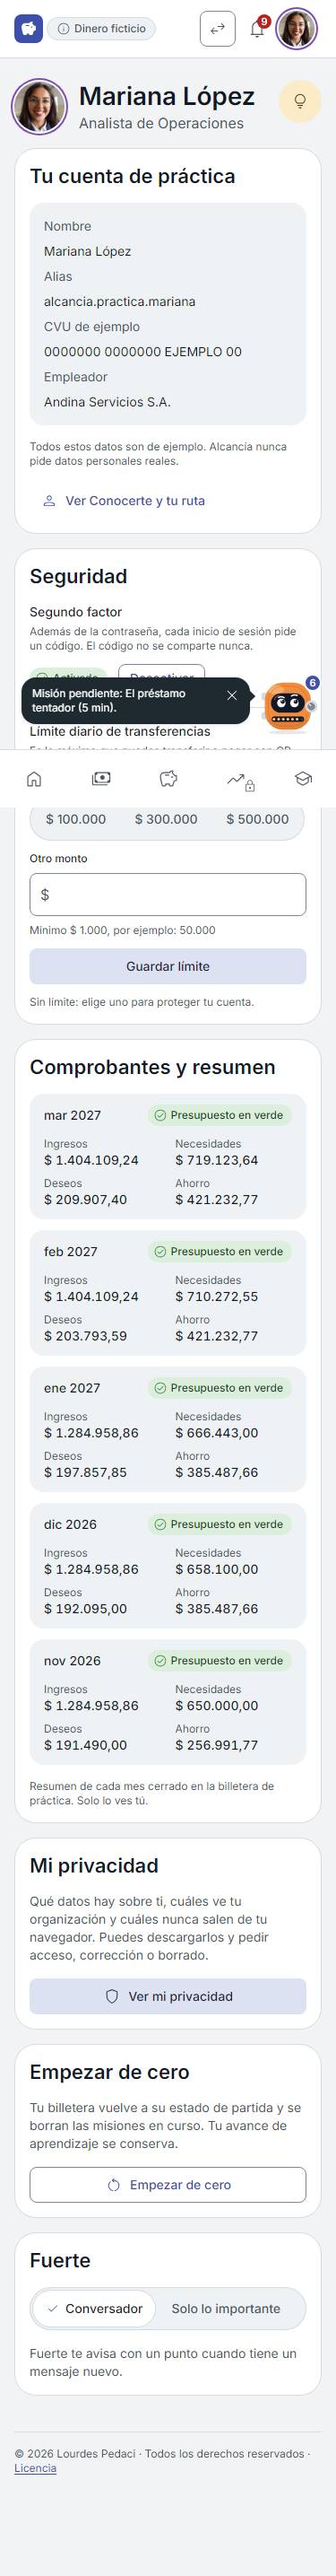 Dinero ficticio
9
Mariana López
Analista de Operaciones
Tu cuenta de práctica
Nombre
Mariana López
Alias
alcancia.practica.mariana
CVU de ejemplo
0000000 0000000 EJEMPLO 00
Empleador
Andina Servicios S.A.
Todos estos datos son de ejemplo. Alcancía nunca
pide datos personales reales.
Ver Conocerte y tu ruta
Seguridad
Segundo factor
Además de la contraseña, cada inicio de sesión pide
un código. El código no se comparte nunca.
Misión pendiente: El préstamo
tentador (5 min).
6
Límite diario de transferencias
$ 100.000
$ 300.000
$ 500.000
Otro monto
$
Mínimo $ 1.000, por ejemplo: 50.000
Guardar límite
Sin límite: elige uno para proteger tu cuenta.
Comprobantes y resumen
mar 2027
Presupuesto en verde
Ingresos
Necesidades
$ 1.404.109,24
$ 719.123,64
Deseos
Ahorro
$ 209.907,40
$ 421.232,77
feb 2027
Presupuesto en verde
Ingresos
Necesidades
$ 1.404.109,24
$ 710.272,55
Deseos
Ahorro
$ 203.793,59
$ 421.232,77
ene 2027
Presupuesto en verde
Ingresos
Necesidades
$ 1.284.958,86
$ 666.443,00
Deseos
Ahorro
$ 197.857,85
$ 385.487,66
dic 2026
Presupuesto en verde
Ingresos
Necesidades
$ 1.284.958,86
$ 658.100,00
Deseos
Ahorro
$ 192.095,00
$ 385.487,66
nov 2026
Presupuesto en verde
Ingresos
Necesidades
$ 1.284.958,86
$ 650.000,00
Deseos
Ahorro
$ 191.490,00
$ 256.991,77
Resumen de cada mes cerrado en la billetera de
práctica. Solo lo ves tú.
Mi privacidad
Qué datos hay sobre ti, cuáles ve tu
organización y cuáles nunca salen de tu
navegador. Puedes descargarlos y pedir
acceso, corrección o borrado.
Ver mi privacidad
Empezar de cero
Tu billetera vuelve a su estado de partida y se
borran las misiones en curso. Tu avance de
aprendizaje se conserva.
Empezar de cero
Fuerte
Conversador
Solo lo importante
Fuerte te avisa con un punto cuando tiene un
mensaje nuevo.
© 2026 Lourdes Pedaci · Todos los derechos reservados ·
Licencia